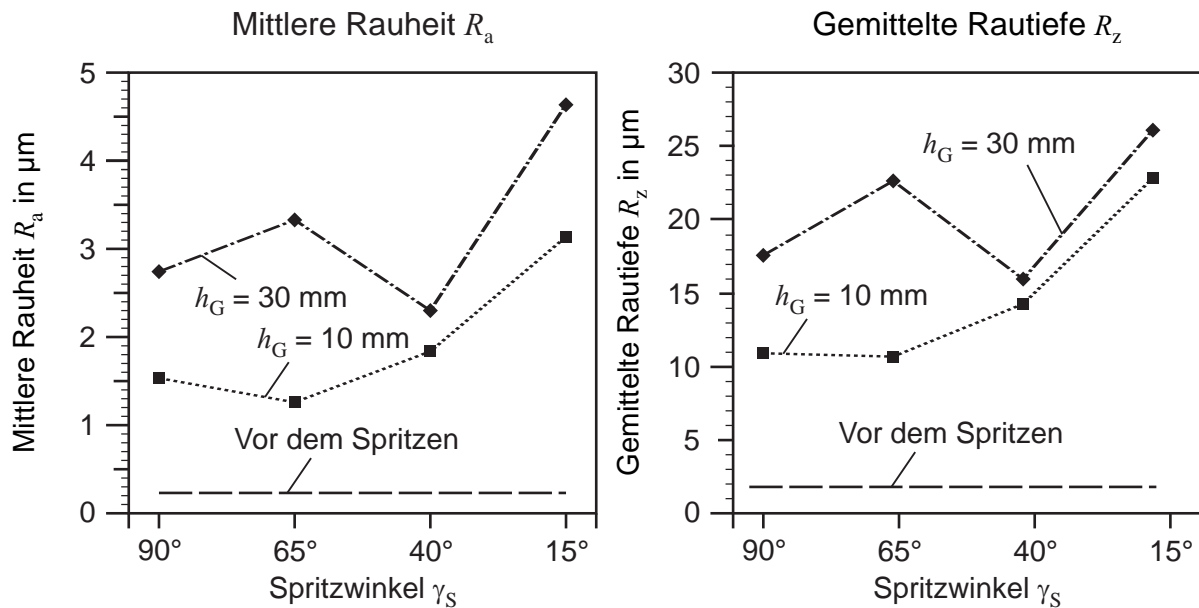 Mittlere Rauheit Ra
Mittlere Rauheit Ra in µm
5
4
3
2
1
0
hG = 30 mm
hG = 10 mm
Vor dem Spritzen
90° 65° 40° 15°
Spritzwinkel γS
Gemittelte Rautiefe Rz
Gemittelte Rautiefe Rz in µm
30
25
20
15
10
5
0
hG = 30 mm
hG = 10 mm
Vor dem Spritzen
90° 65° 40° 15°
Spritzwinkel γS